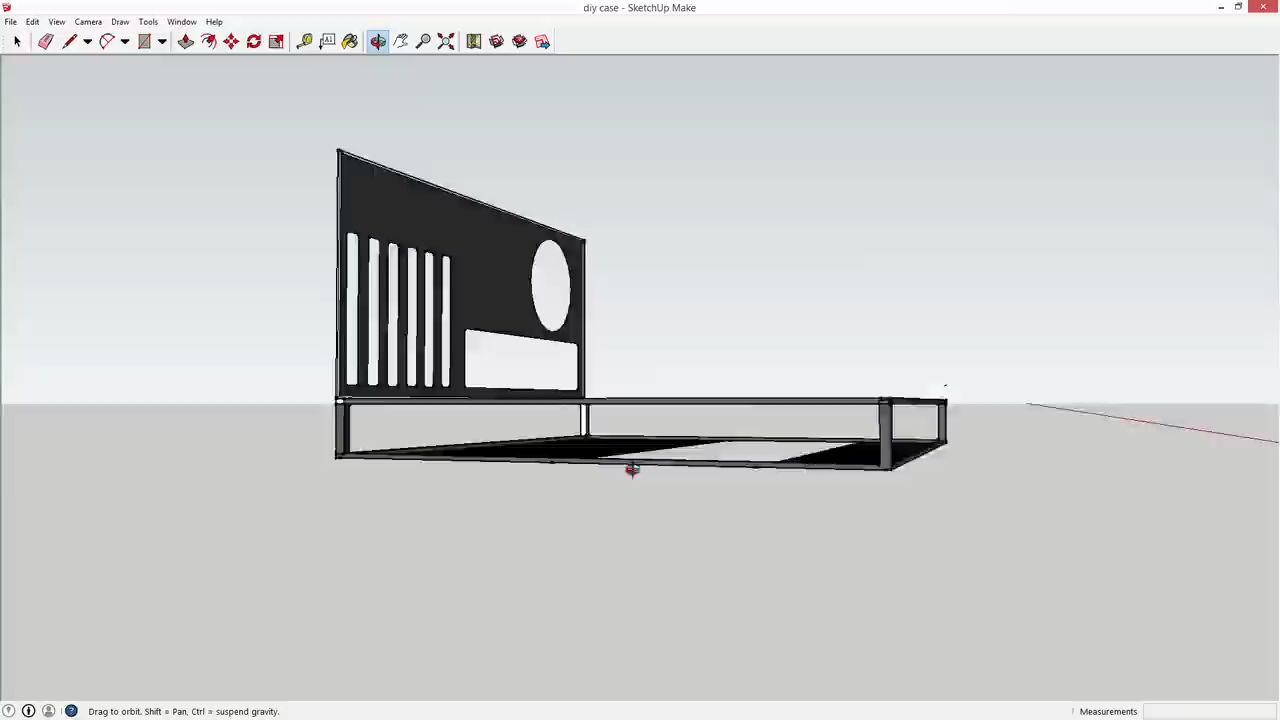 diy case - SketchUp Make
File Edit View Camera Draw Tools Window Help
A1
Drag to orbit. Shift = Pan, Ctrl = suspend gravity.
Measurements